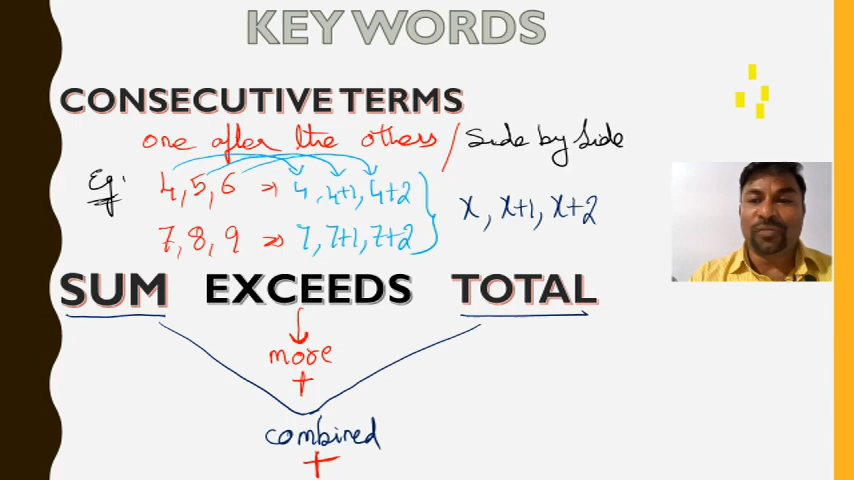 KEY WORDS
CONSECUTIVE TERMS
one after the others / Side by Side
Eg: 4, 5, 6 => 4, 4+1, 4+2
x, x+1, x+2
7, 8, 9 => 7, 7+1, 7+2
SUM EXCEEDS TOTAL
more
+
combined
+